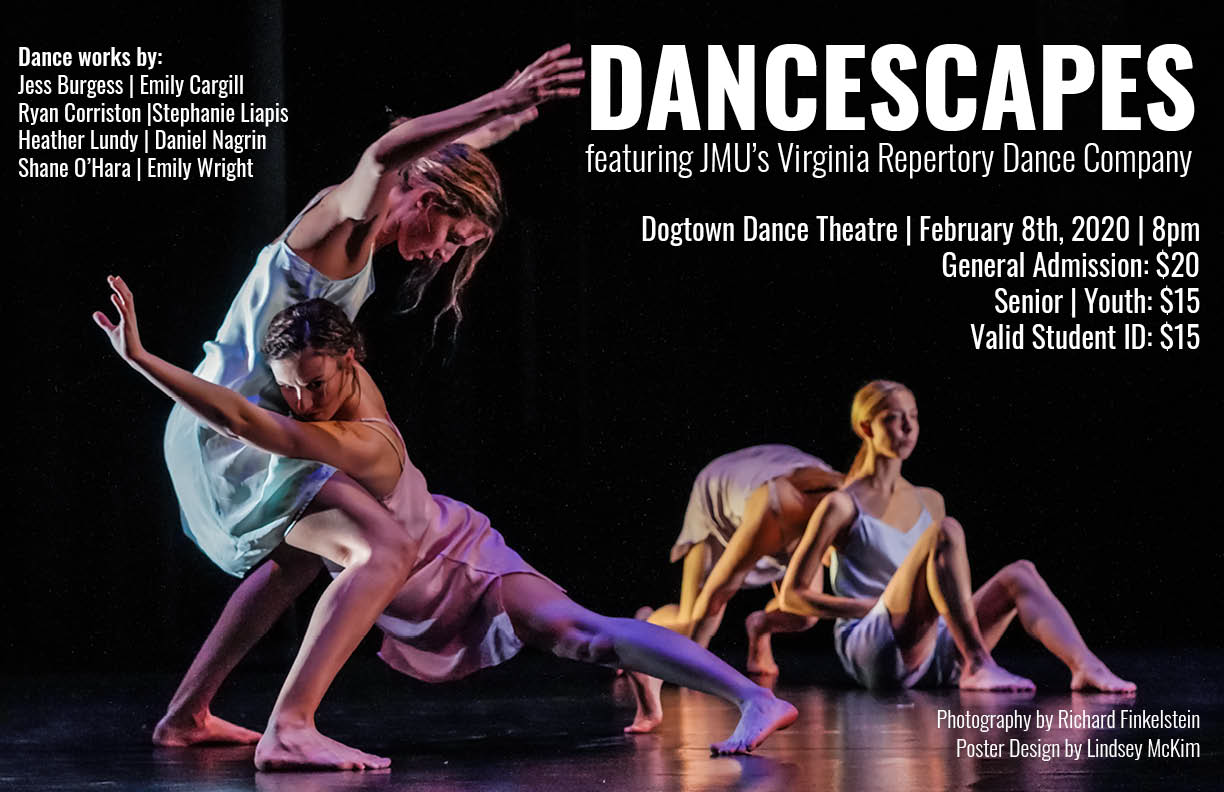 Dance works by:
Jess Burgess | Emily Cargill
Ryan Corriston |Stephanie Liapis
Heather Lundy | Daniel Nagrin
Shane O'Hara | Emily Wright
DANCESCAPES
featuring JMU's Virginia Repertory Dance Company
Dogtown Dance Theatre | February 8th, 2020 | 8pm
General Admission: $20
Senior | Youth: $15
Valid Student ID: $15
Photography by Richard Finkelstein
Poster Design by Lindsey McKim